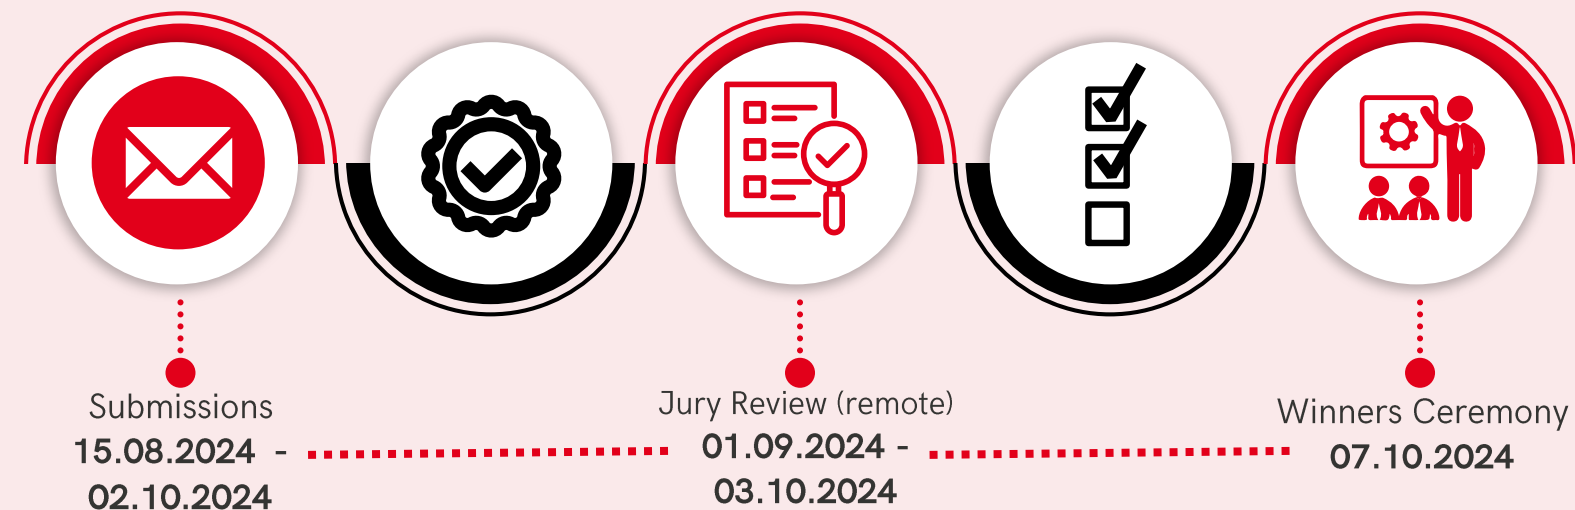 Submissions
15.08.2024 -
02.10.2024
Jury Review (remote)
01.09.2024 -
03.10.2024
Winners Ceremony
07.10.2024